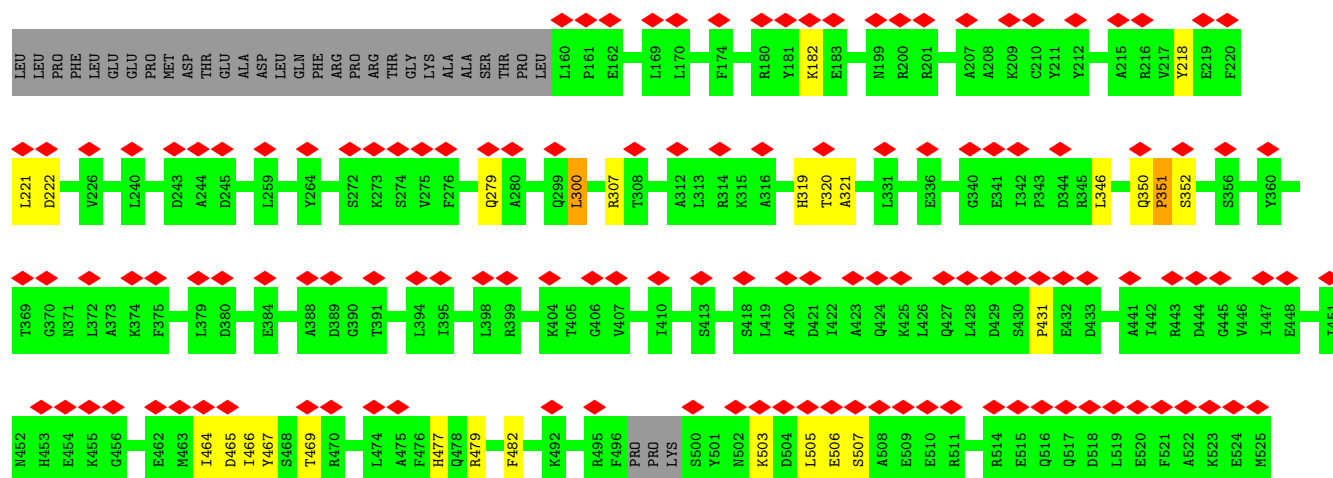 LEU LEU PRO PHE LEU GLU GLU PRO MET ASP THR GLU ALA ASP LEU GLN PHE ARG PRO ARG THR GLY LYS ALA ALA SER THR PRO LEU L160 P161 E162 L169 L170 F174 R180 Y181 K182 E183 N199 R200 R201 A207 A208 K209 C210 Y211 Y212 A215 R216 V217 Y218 E219 F220
L221 D222 V226 L240 D243 A244 D245 L259 Y264 S272 K273 S274 V275 F276 Q279 A280 Q299 L300 R307 T308 A312 L313 R314 K315 A316 H319 T320 A321 L331 E336 G340 E341 I342 P343 D344 R345 L346 Q350 P351 S352 S356 Y360
T369 G370 N371 L372 A373 K374 F375 L379 D380 E384 A388 D389 G390 T391 L394 I395 L398 R399 K404 T405 G406 V407 I410 S413 S418 L419 A420 D421 I422 A423 Q424 K425 L426 Q427 L428 D429 S430 P431 E432 D433 A441 I442 R443 D444 G445 V446 I447 E448 I451
N452 H453 E454 K455 G456 E462 M463 I464 D465 I466 Y467 S468 T469 R470 L474 A475 F476 H477 Q478 R479 F482 K492 R495 F496 PRO PRO LYS S500 Y501 N502 K503 D504 L505 E506 S507 A508 E509 E510 R511 R514 E515 Q516 Q517 D518 L519 E520 F521 A522 K523 E524 M525